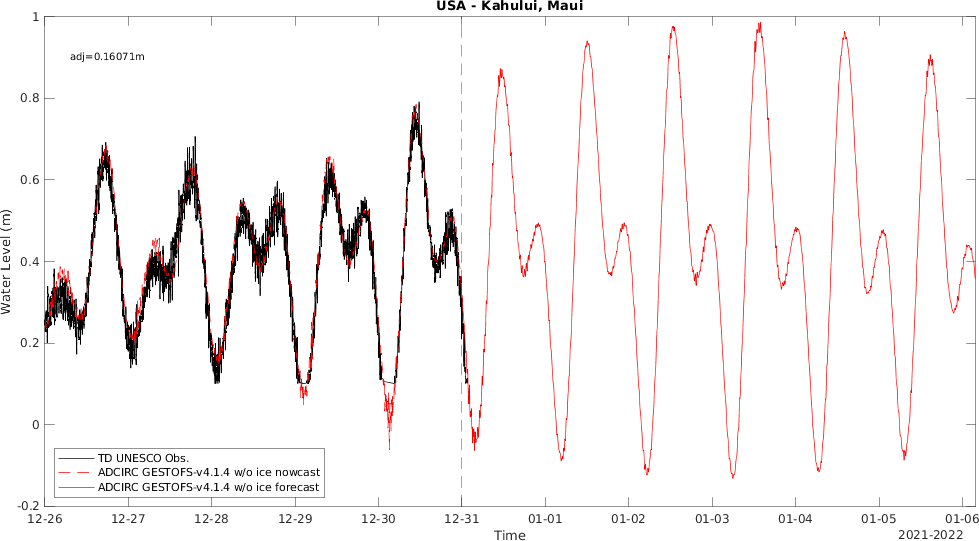 USA - Kahului, Maui
adj=0.16071m
Water Level (m)
1
0.8
0.6
0.4
0.2
0
-0.2
TD UNESCO Obs.
ADCIRC GESTOFS-v4.1.4 w/o ice nowcast
ADCIRC GESTOFS-v4.1.4 w/o ice forecast
12-26 12-27 12-28 12-29 12-30 12-31 01-01 01-02 01-03 01-04 01-05 01-06
Time
2021-2022